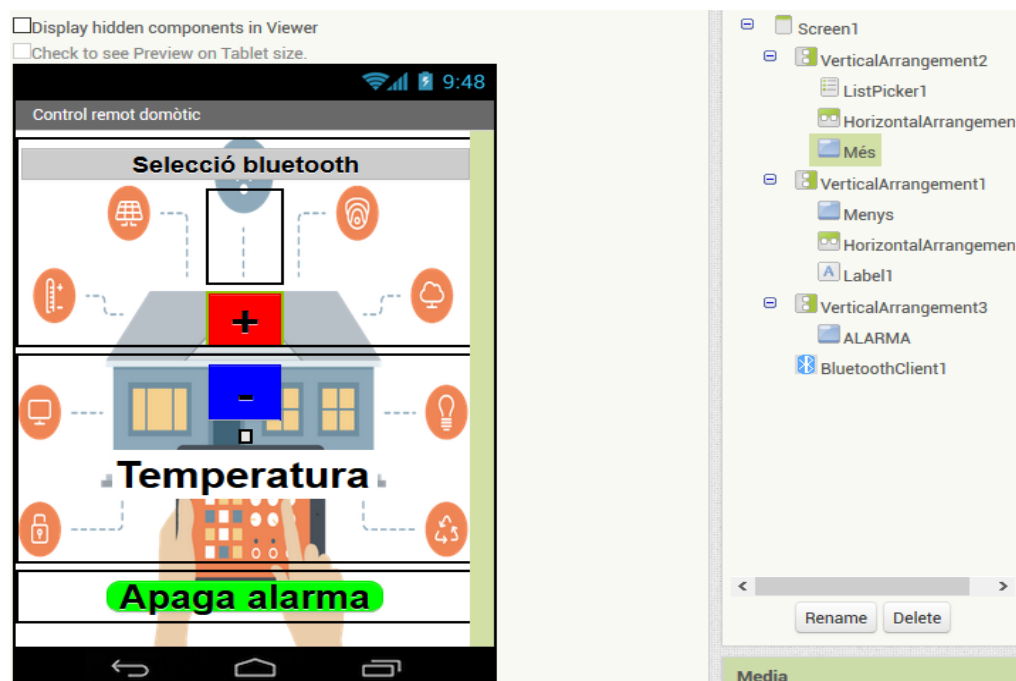 Display hidden components in Viewer
Check to see Preview on Tablet size.
9:48
Control remot domòtic
Selecció bluetooth
+
-
Temperatura
Apaga alarma
Screen1
VerticalArrangement2
ListPicker1
HorizontalArrangemen
Més
VerticalArrangement1
Menys
HorizontalArrangemen
A Label1
VerticalArrangement3
ALARMA
BluetoothClient1
Rename Delete
Media